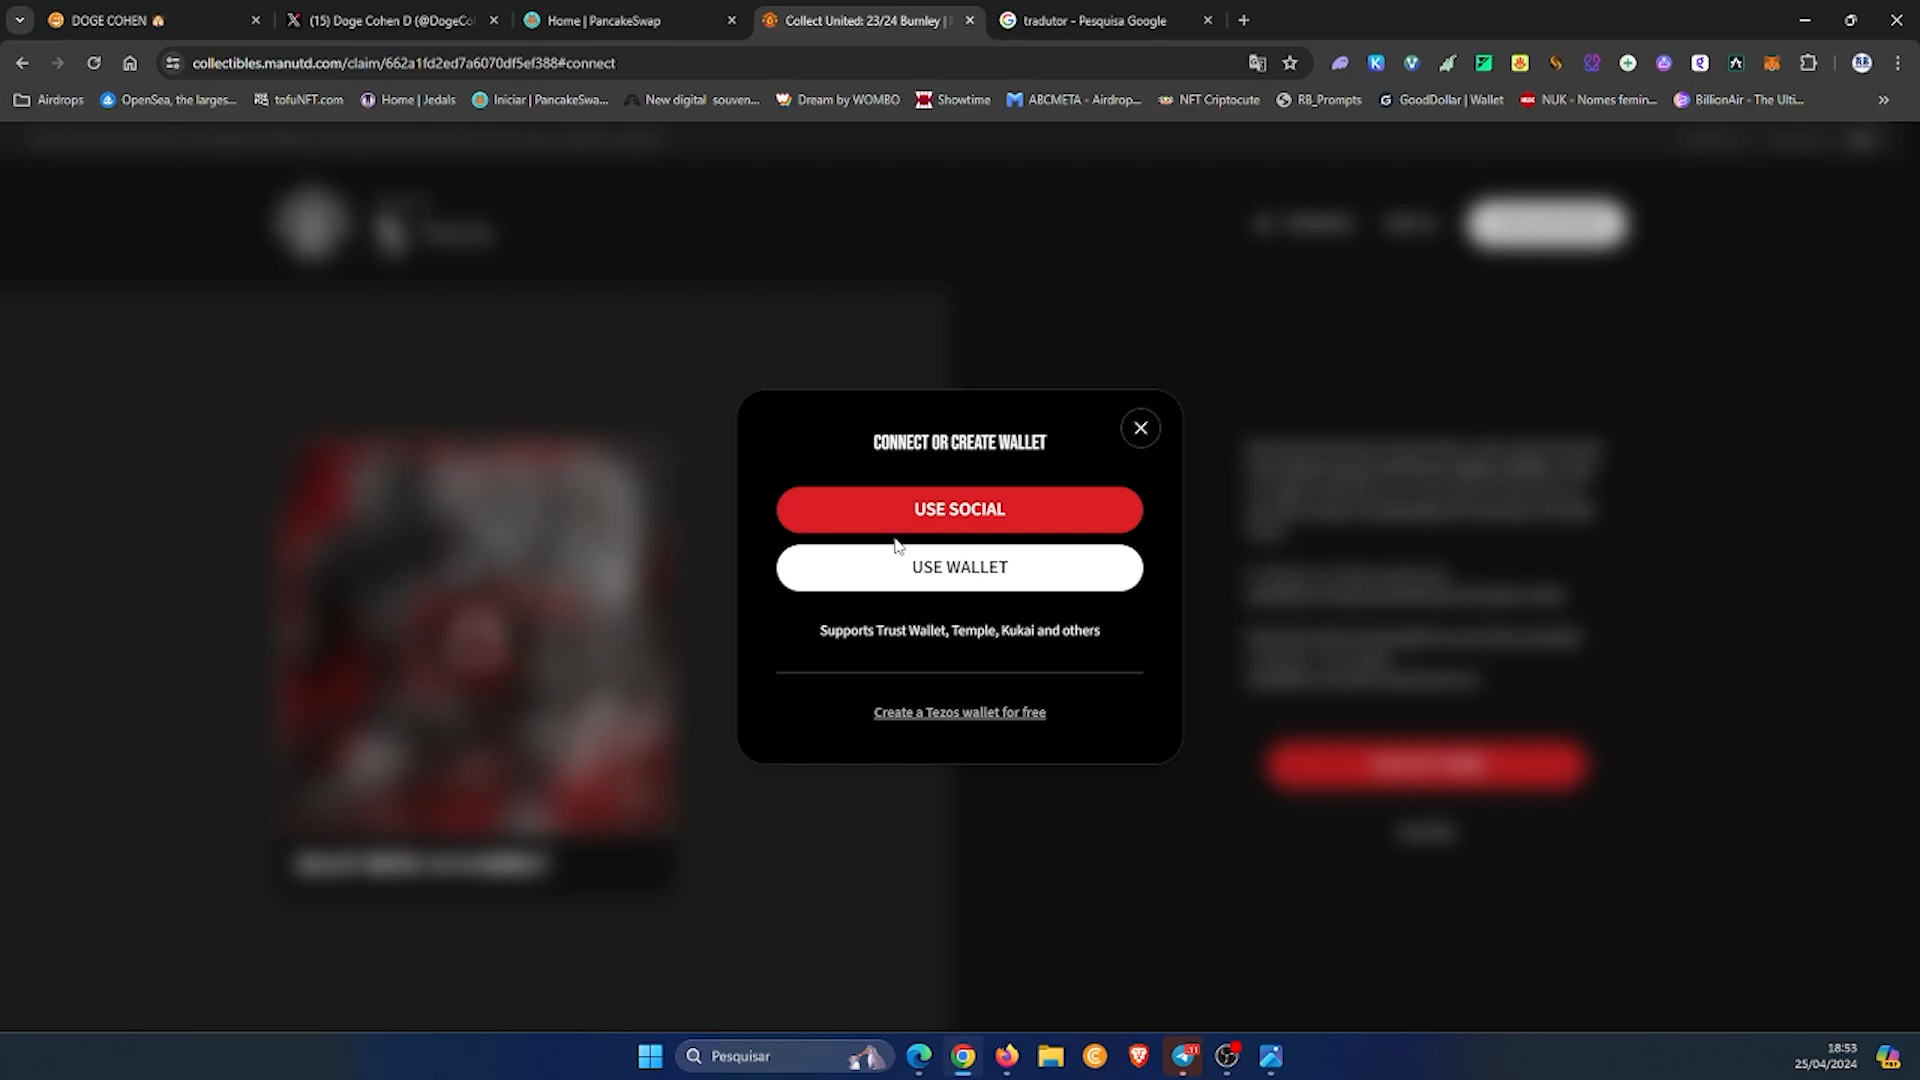 DOGE COHEN
(15) Doge Cohen D (@DogeCo
Home | PancakeSwap
Collect United: 23/24 Burnley |
tradutor - Pesquisa Google
collectibles.manutd.com/claim/662a1fd2ed7a6070df5ef388#connect
Airdrops
OpenSea, the larges...
tofuNFT.com
Home | Jedals
Iniciar | PancakeSwa...
New digital souven...
Dream by WOMBO
Showtime
ABCMETA - Airdrop...
NFT Criptocute
RB_Prompts
GoodDollar | Wallet
NUK - Nomes femin...
BillionAir - The Ulti...
CONNECT OR CREATE WALLET
USE SOCIAL
USE WALLET
Supports Trust Wallet, Temple, Kukai and others
Create a Tezos wallet for free
Pesquisar
18:53
25/04/2024